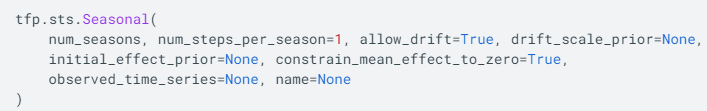 tfp.sts.Seasonal(
    num_seasons, num_steps_per_season=1, allow_drift=True, drift_scale_prior=None,
    initial_effect_prior=None, constrain_mean_effect_to_zero=True,
    observed_time_series=None, name=None
)